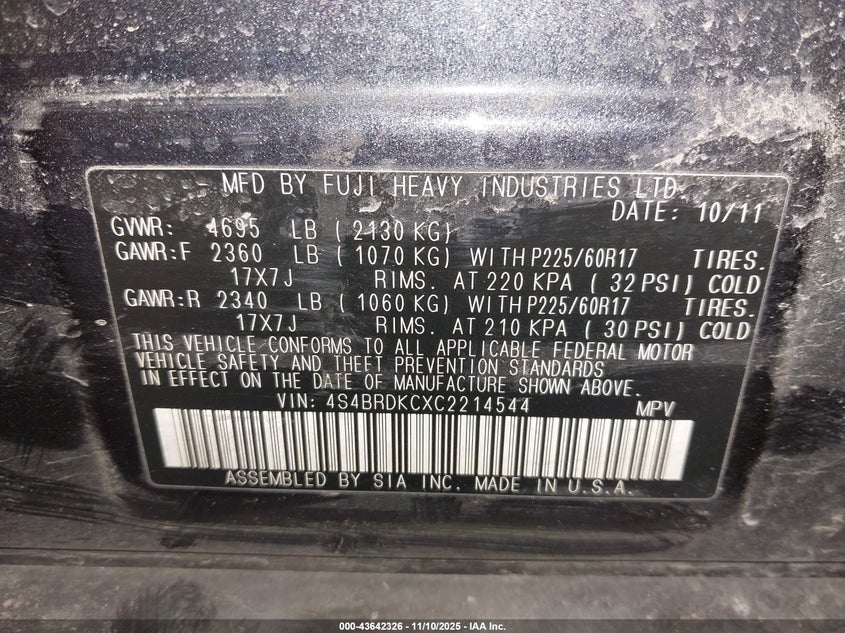 MFD BY FUJI HEAVY INDUSTRIES LTD.
DATE: 10/11
GVWR: 4695 LB ( 2130 KG)
GAWR:F 2360 LB ( 1070 KG) WITH P225/60R17 TIRES.
17X7J RIMS. AT 220 KPA ( 32 PSI) COLD
GAWR:R 2340 LB ( 1060 KG) WITH P225/60R17 TIRES.
17X7J RIMS. AT 210 KPA ( 30 PSI) COLD
THIS VEHICLE CONFORMS TO ALL APPLICABLE FEDERAL MOTOR
VEHICLE SAFETY AND THEFT PREVENTION STANDARDS
IN EFFECT ON THE DATE OF MANUFACTURE SHOWN ABOVE.
VIN: 4S4BRDKCXC2214544 MPV
ASSEMBLED BY SIA INC. MADE IN U.S.A.
000-43642326 - 11/10/2025 - IAA Inc.